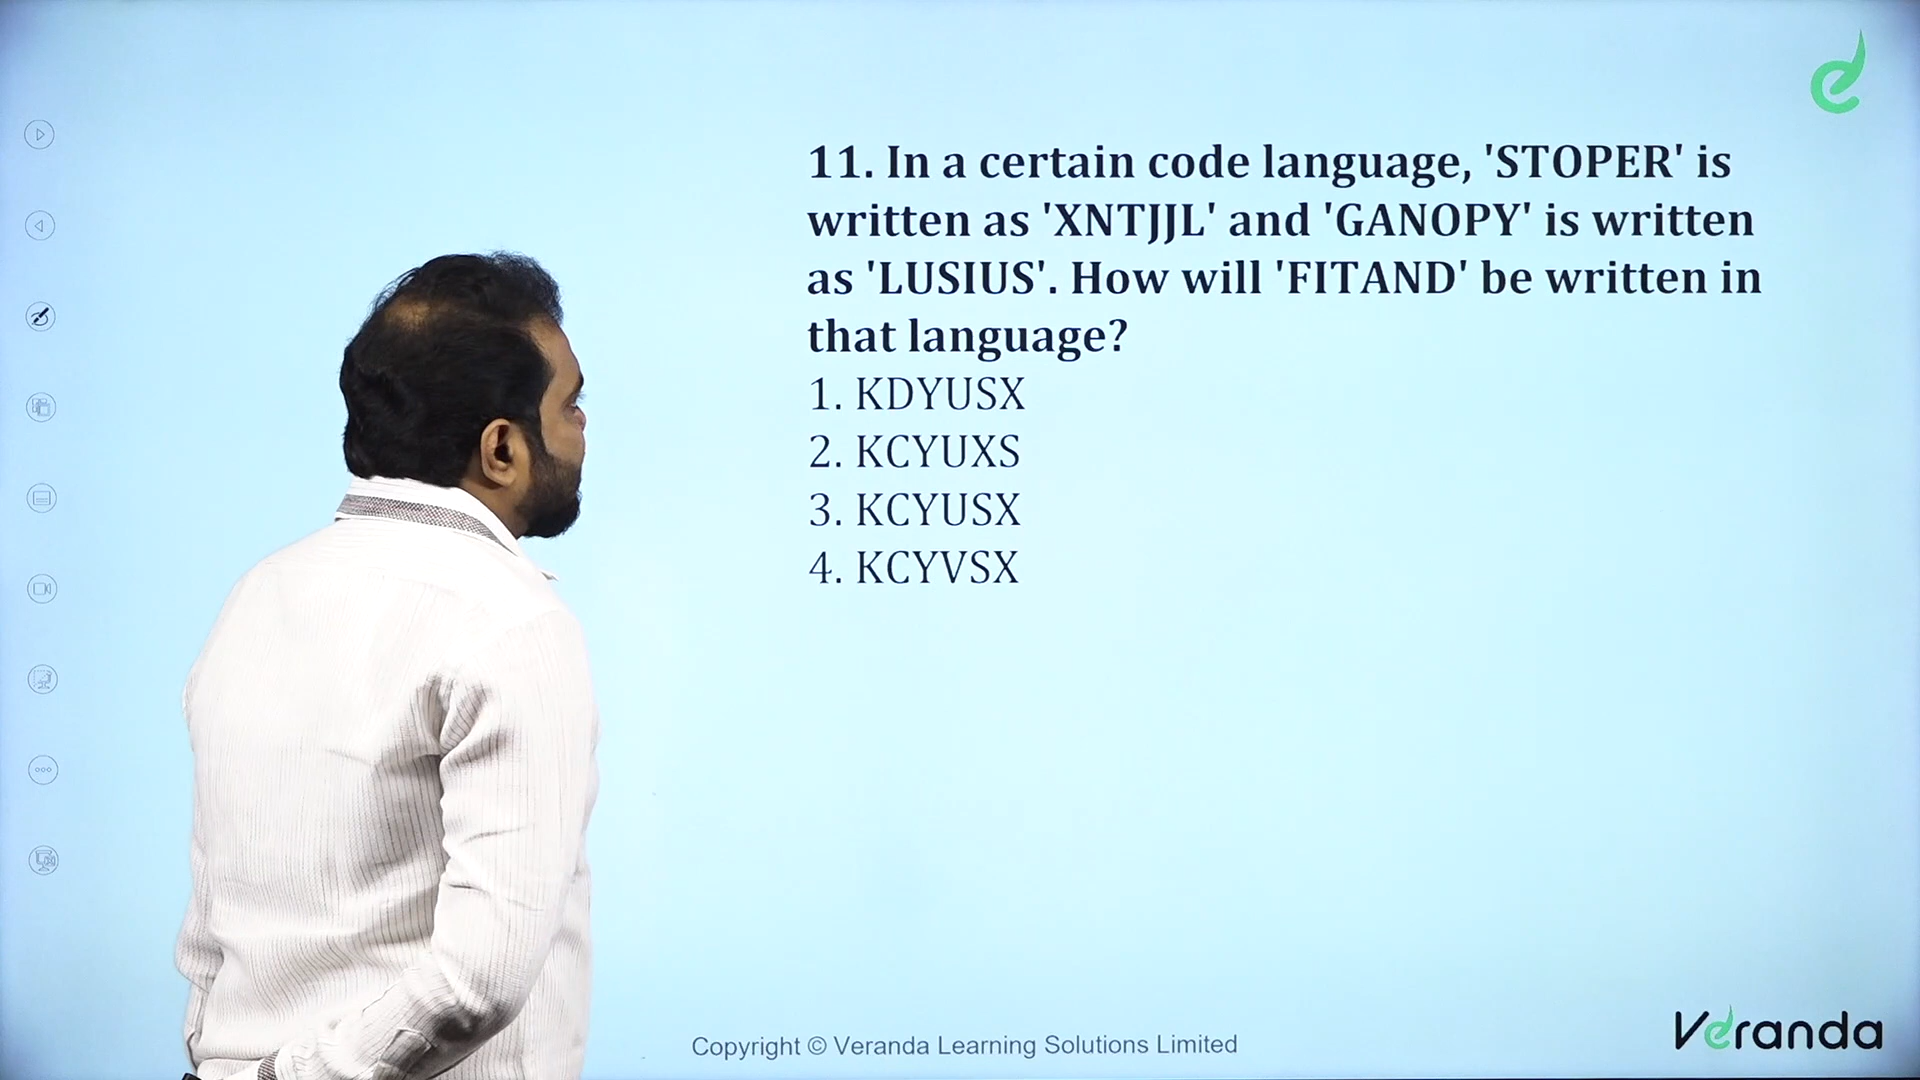 11. In a certain code language, 'STOPER' is
written as 'XNTJJL' and 'GANOPY' is written
as 'LUSIUS'. How will 'FITAND' be written in
that language?
1. KDYUSX
2. KCYUXS
3. KCYUSX
4. KCYVSX
Copyright © Veranda Learning Solutions Limited
Veranda